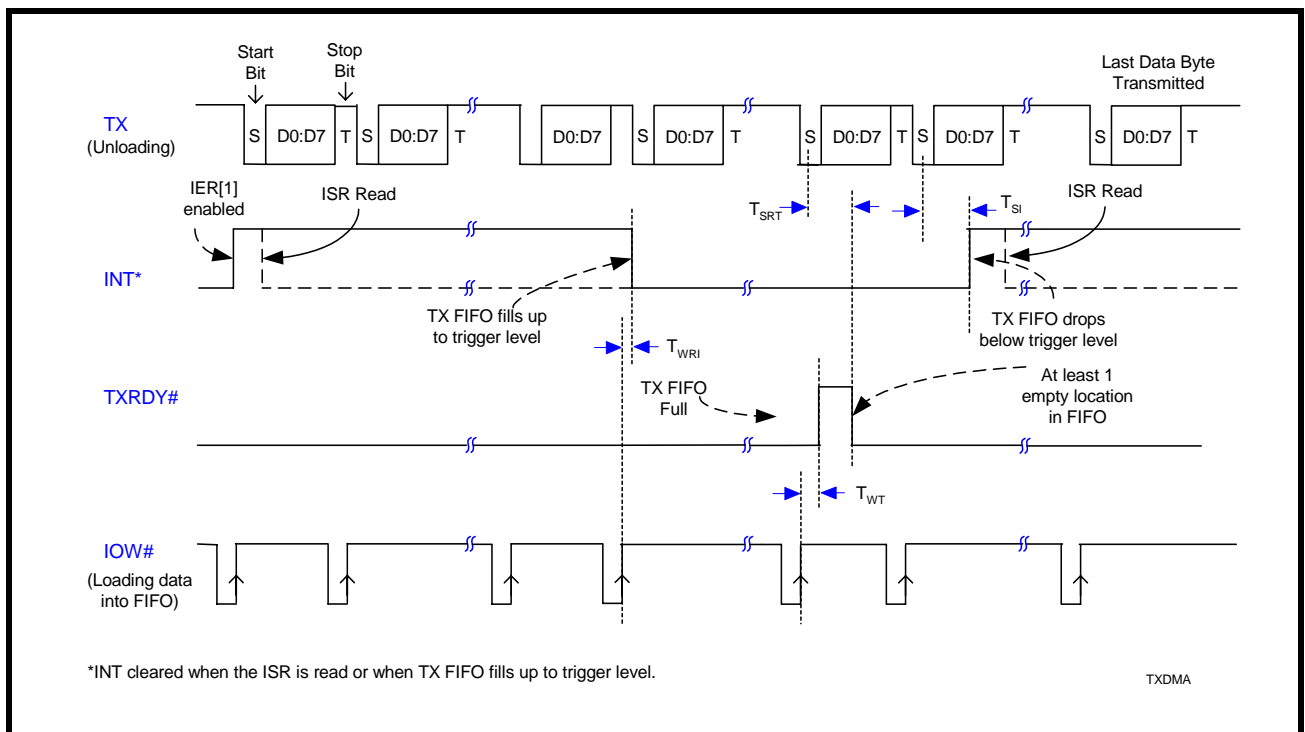 Start
Bit
Stop
Bit
Last Data Byte
Transmitted
TX
(Unloading)
S D0:D7 T S D0:D7 T D0:D7 S D0:D7 T S D0:D7 T S D0:D7 T S D0:D7 T
IER[1]
enabled
ISR Read
TSRT
TSI
ISR Read
INT*
TX FIFO fills up
to trigger level
TX FIFO drops
below trigger level
TWRI
TXRDY#
TX FIFO
Full
At least 1
empty location
in FIFO
TWT
IOW#
(Loading data
into FIFO)
*INT cleared when the ISR is read or when TX FIFO fills up to trigger level.
TXDMA